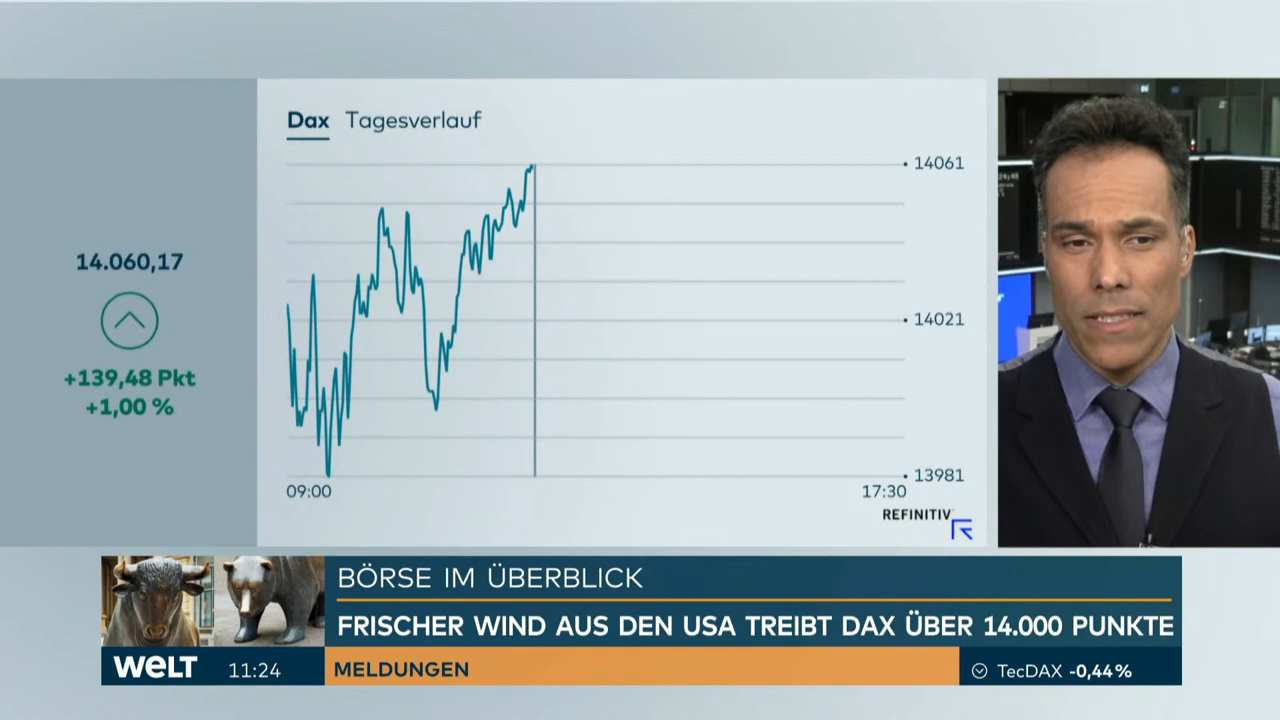 Dax Tagesverlauf
14.060,17
+139,48 Pkt
+1,00 %
14061
14021
13981
09:00
17:30
REFINITIV
BÖRSE IM ÜBERBLICK
FRISCHER WIND AUS DEN USA TREIBT DAX ÜBER 14.000 PUNKTE
WELT 11:24 MELDUNGEN TecDAX -0,44%